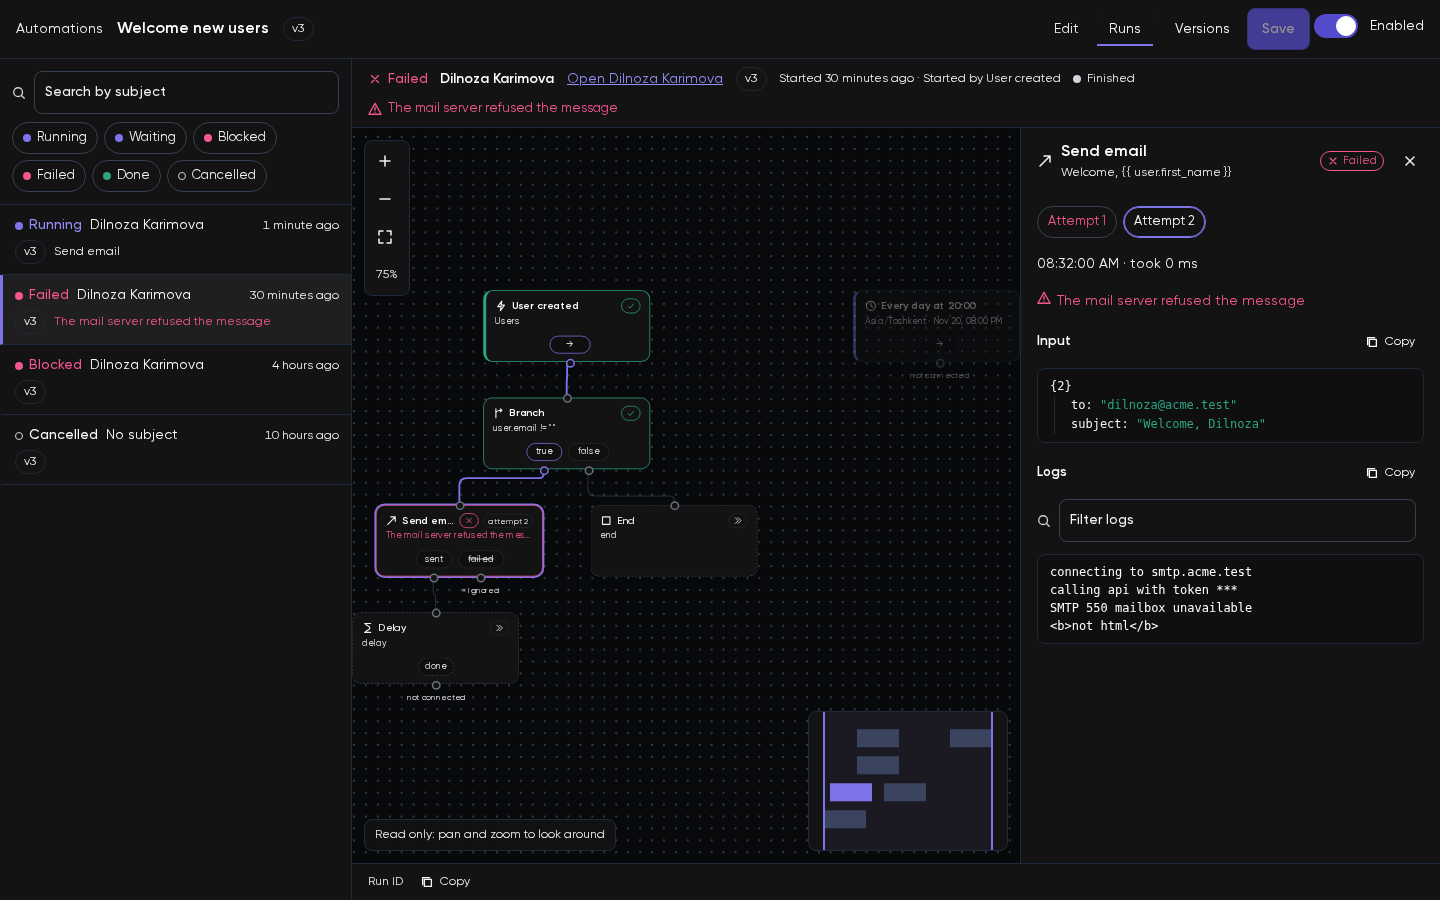 Automations Welcome new users v3 Edit Runs Versions Save Enabled
Search by subject
Running Waiting Blocked
Failed Done Cancelled
Running Dilnoza Karimova 1 minute ago
v3 Send email
Failed Dilnoza Karimova 30 minutes ago
v3 The mail server refused the message
Blocked Dilnoza Karimova 4 hours ago
v3
Cancelled No subject 10 hours ago
v3
Failed Dilnoza Karimova Open Dilnoza Karimova v3 Started 30 minutes ago · Started by User created Finished
The mail server refused the message
75%
User created
Users
Every day at 20:00
Asia/Tashkent · Nov 20, 08:00 PM
not connected
Branch
user.email != ""
true false
Send em... attempt 2
The mail server refused the mes...
sent failed
× Ignored
End
end
Delay
delay
done
not connected
Read only: pan and zoom to look around
Run ID Copy
Send email Failed
Welcome, {{ user.first_name }}
Attempt 1 Attempt 2
08:32:00 AM · took 0 ms
The mail server refused the message
Input Copy
{2}
to: "dilnoza@acme.test"
subject: "Welcome, Dilnoza"
Logs Copy
Filter logs
connecting to smtp.acme.test
calling api with token ***
SMTP 550 mailbox unavailable
<b>not html</b>